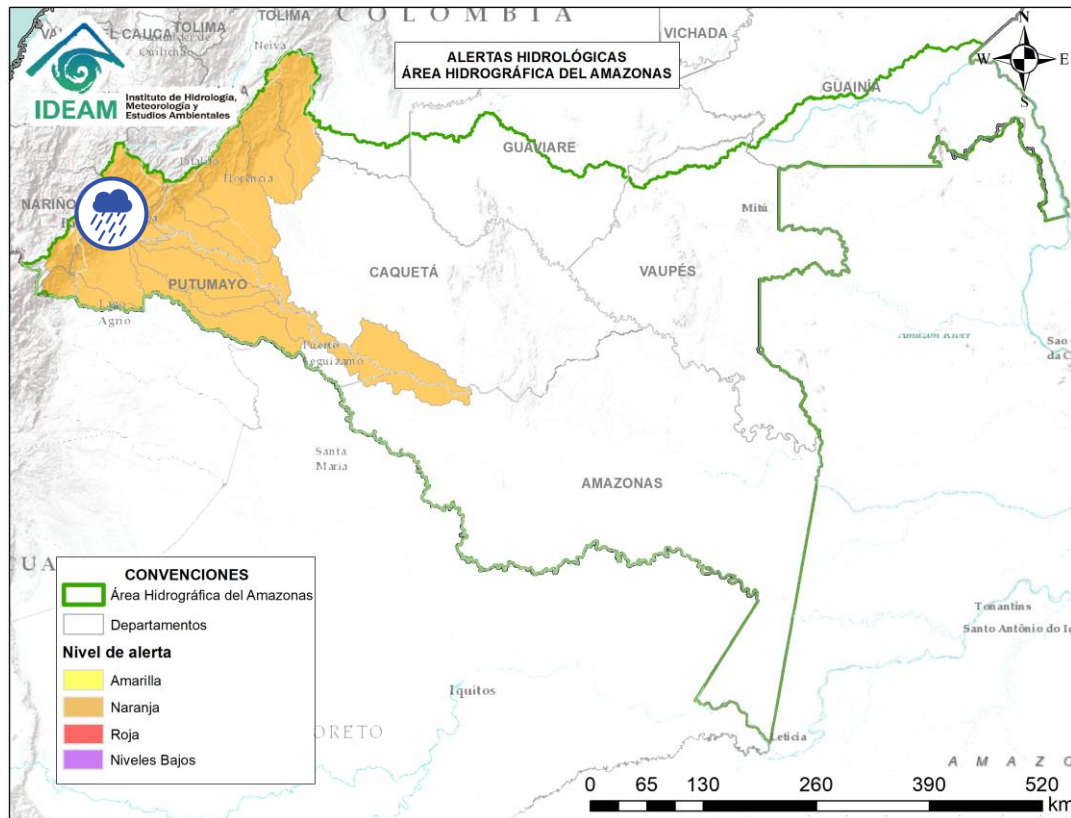 COLOMBIA
TOLIMA
TOLIMA
VICHADA
Neiva
IDEAM
Instituto de Hidrología,
Meteorología y
Estudios Ambientales
ALERTAS HIDROLÓGICAS
ÁREA HIDROGRÁFICA DEL AMAZONAS
N
W
E
S
GUAINÍA
GUAVIARE
Florencia
NARIÑO
Mitú
CAQUETÁ
VAUPÉS
PUTUMAYO
Lago
Agrio
Puerto
Leguizamo
Amazon River
Santa
Maria
AMAZONAS
CONVENCIONES
Área Hidrográfica del Amazonas
Departamentos
Nivel de alerta
Amarilla
Naranja
Roja
Niveles Bajos
Tonantins
Santo Antônio do
Iquitos
Leticia
0 65 130 260 390 520
km